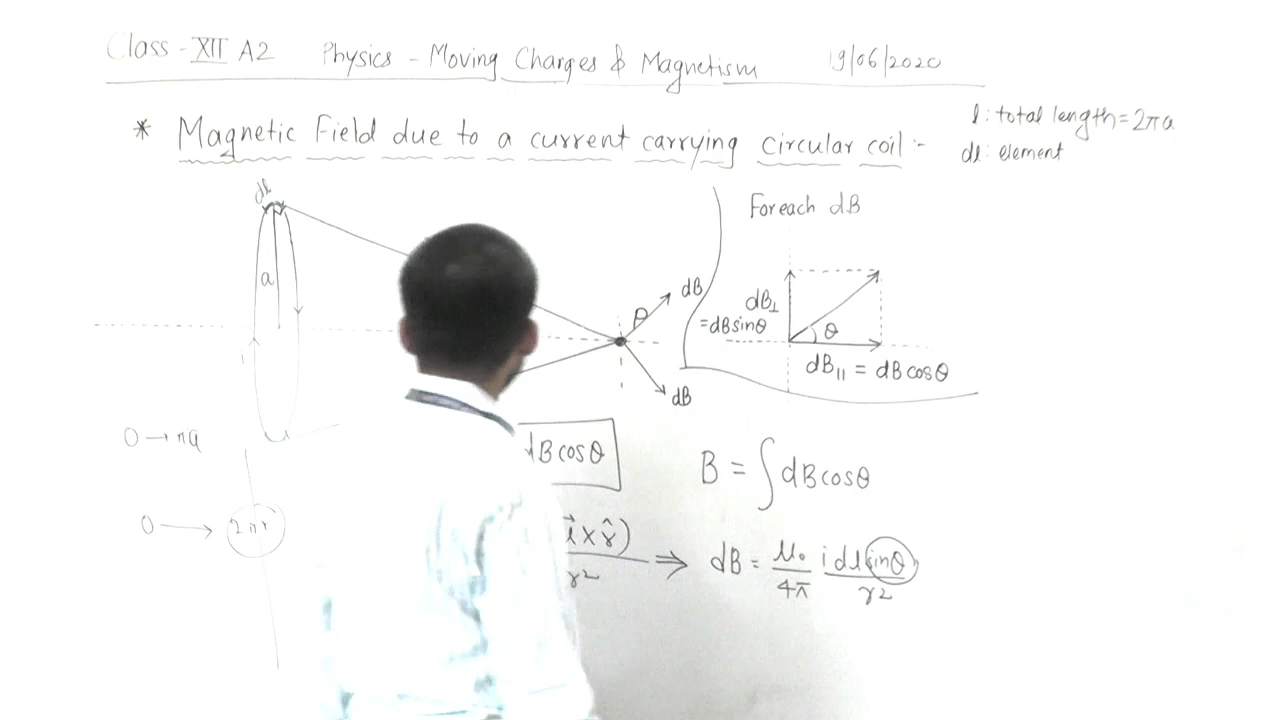 Class - XII A2 Physics - Moving Charges & Magnetism 19/06/2020
* Magnetic Field due to a current carrying circular coil :-
l : total length = 2πa
dl : element
dl
a
i
P
dB
dB
For each dB
dB⊥
= dB sinθ
θ
dB|| = dB cosθ
0 → πa
0 → 2πr
dB cosθ
B = ∫ dB cosθ
l × r̂)
r²
⇒ dB = μ₀/4π i dl sinθ/r²